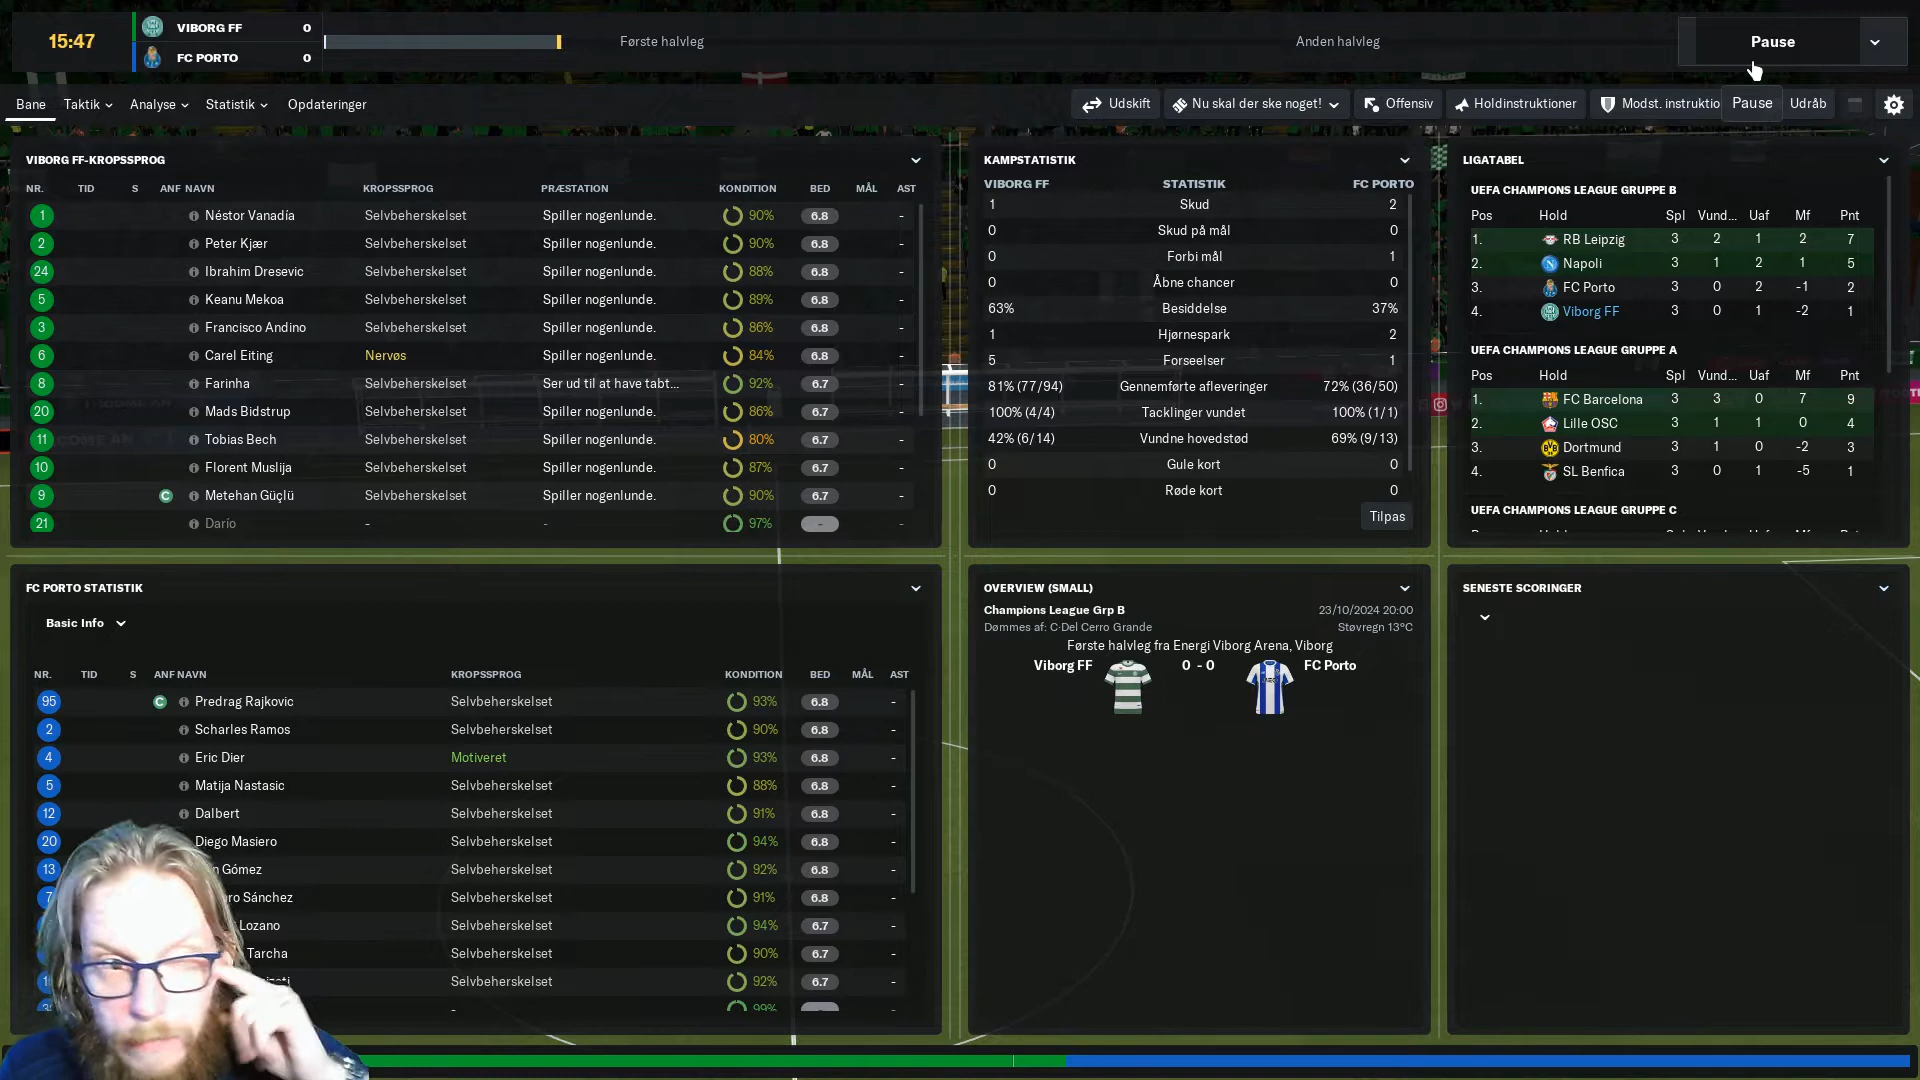 15:47
VIBORG FF 0
FC PORTO 0
Første halvleg
Anden halvleg
Pause
Bane Taktik Analyse Statistik Opdateringer
Udskift Nu skal der ske noget! Offensiv Holdinstruktioner Modst. instruktio Pause Udråb
VIBORG FF-KROPSSPROG
NR. TID S ANF NAVN KROPSSPROG PRÆSTATION KONDITION BED MÅL AST
1 Néstor Vanadía Selvbeherskelset Spiller nogenlunde. 90% 6.8 -
2 Peter Kjær Selvbeherskelset Spiller nogenlunde. 90% 6.8 -
24 Ibrahim Dresevic Selvbeherskelset Spiller nogenlunde. 88% 6.8 -
5 Keanu Mekoa Selvbeherskelset Spiller nogenlunde. 89% 6.8 -
3 Francisco Andino Selvbeherskelset Spiller nogenlunde. 86% 6.8 -
6 Carel Eiting Nervøs Spiller nogenlunde. 84% 6.8 -
8 Farinha Selvbeherskelset Ser ud til at have tabt... 92% 6.7 -
20 Mads Bidstrup Selvbeherskelset Spiller nogenlunde. 86% 6.7 -
11 Tobias Bech Selvbeherskelset Spiller nogenlunde. 80% 6.7 -
10 Florent Muslija Selvbeherskelset Spiller nogenlunde. 87% 6.7 -
9 C Metehan Güçlü Selvbeherskelset Spiller nogenlunde. 90% 6.7 -
21 Darío - - 97% - -
KAMPSTATISTIK
VIBORG FF STATISTIK FC PORTO
1 Skud 2
0 Skud på mål 0
0 Forbi mål 1
0 Åbne chancer 0
63% Besiddelse 37%
1 Hjørnespark 2
5 Forseelser 1
81% (77/94) Gennemførte afleveringer 72% (36/50)
100% (4/4) Tacklinger vundet 100% (1/1)
42% (6/14) Vundne hovedstød 69% (9/13)
0 Gule kort 0
0 Røde kort 0
Tilpas
LIGATABEL
UEFA CHAMPIONS LEAGUE GRUPPE B
Pos Hold Spl Vund... Uaf Mf Pnt
1. RB Leipzig 3 2 1 2 7
2. Napoli 3 1 2 1 5
3. FC Porto 3 0 2 -1 2
4. Viborg FF 3 0 1 -2 1
UEFA CHAMPIONS LEAGUE GRUPPE A
Pos Hold Spl Vund... Uaf Mf Pnt
1. FC Barcelona 3 3 0 7 9
2. Lille OSC 3 1 1 0 4
3. Dortmund 3 1 0 -2 3
4. SL Benfica 3 0 1 -5 1
UEFA CHAMPIONS LEAGUE GRUPPE C
FC PORTO STATISTIK
Basic Info
NR. TID S ANF NAVN KROPSSPROG KONDITION BED MÅL AST
95 C Predrag Rajkovic Selvbeherskelset 93% 6.8 -
2 Scharles Ramos Selvbeherskelset 90% 6.8 -
4 Eric Dier Motiveret 93% 6.8 -
5 Matija Nastasic Selvbeherskelset 88% 6.8 -
12 Dalbert Selvbeherskelset 91% 6.8 -
20 Diego Masiero Selvbeherskelset 94% 6.8 -
13 Gómez Selvbeherskelset 92% 6.8 -
7 Sánchez Selvbeherskelset 91% 6.8 -
Lozano Selvbeherskelset 94% 6.7 -
Tarcha Selvbeherskelset 90% 6.7 -
Selvbeherskelset 92% 6.7 -
- 99% -
OVERVIEW (SMALL)
Champions League Grp B 23/10/2024 20:00
Dømmes af: C Del Cerro Grande Støvregn 13°C
Første halvleg fra Energi Viborg Arena, Viborg
Viborg FF 0 - 0 FC Porto
SENESTE SCORINGER